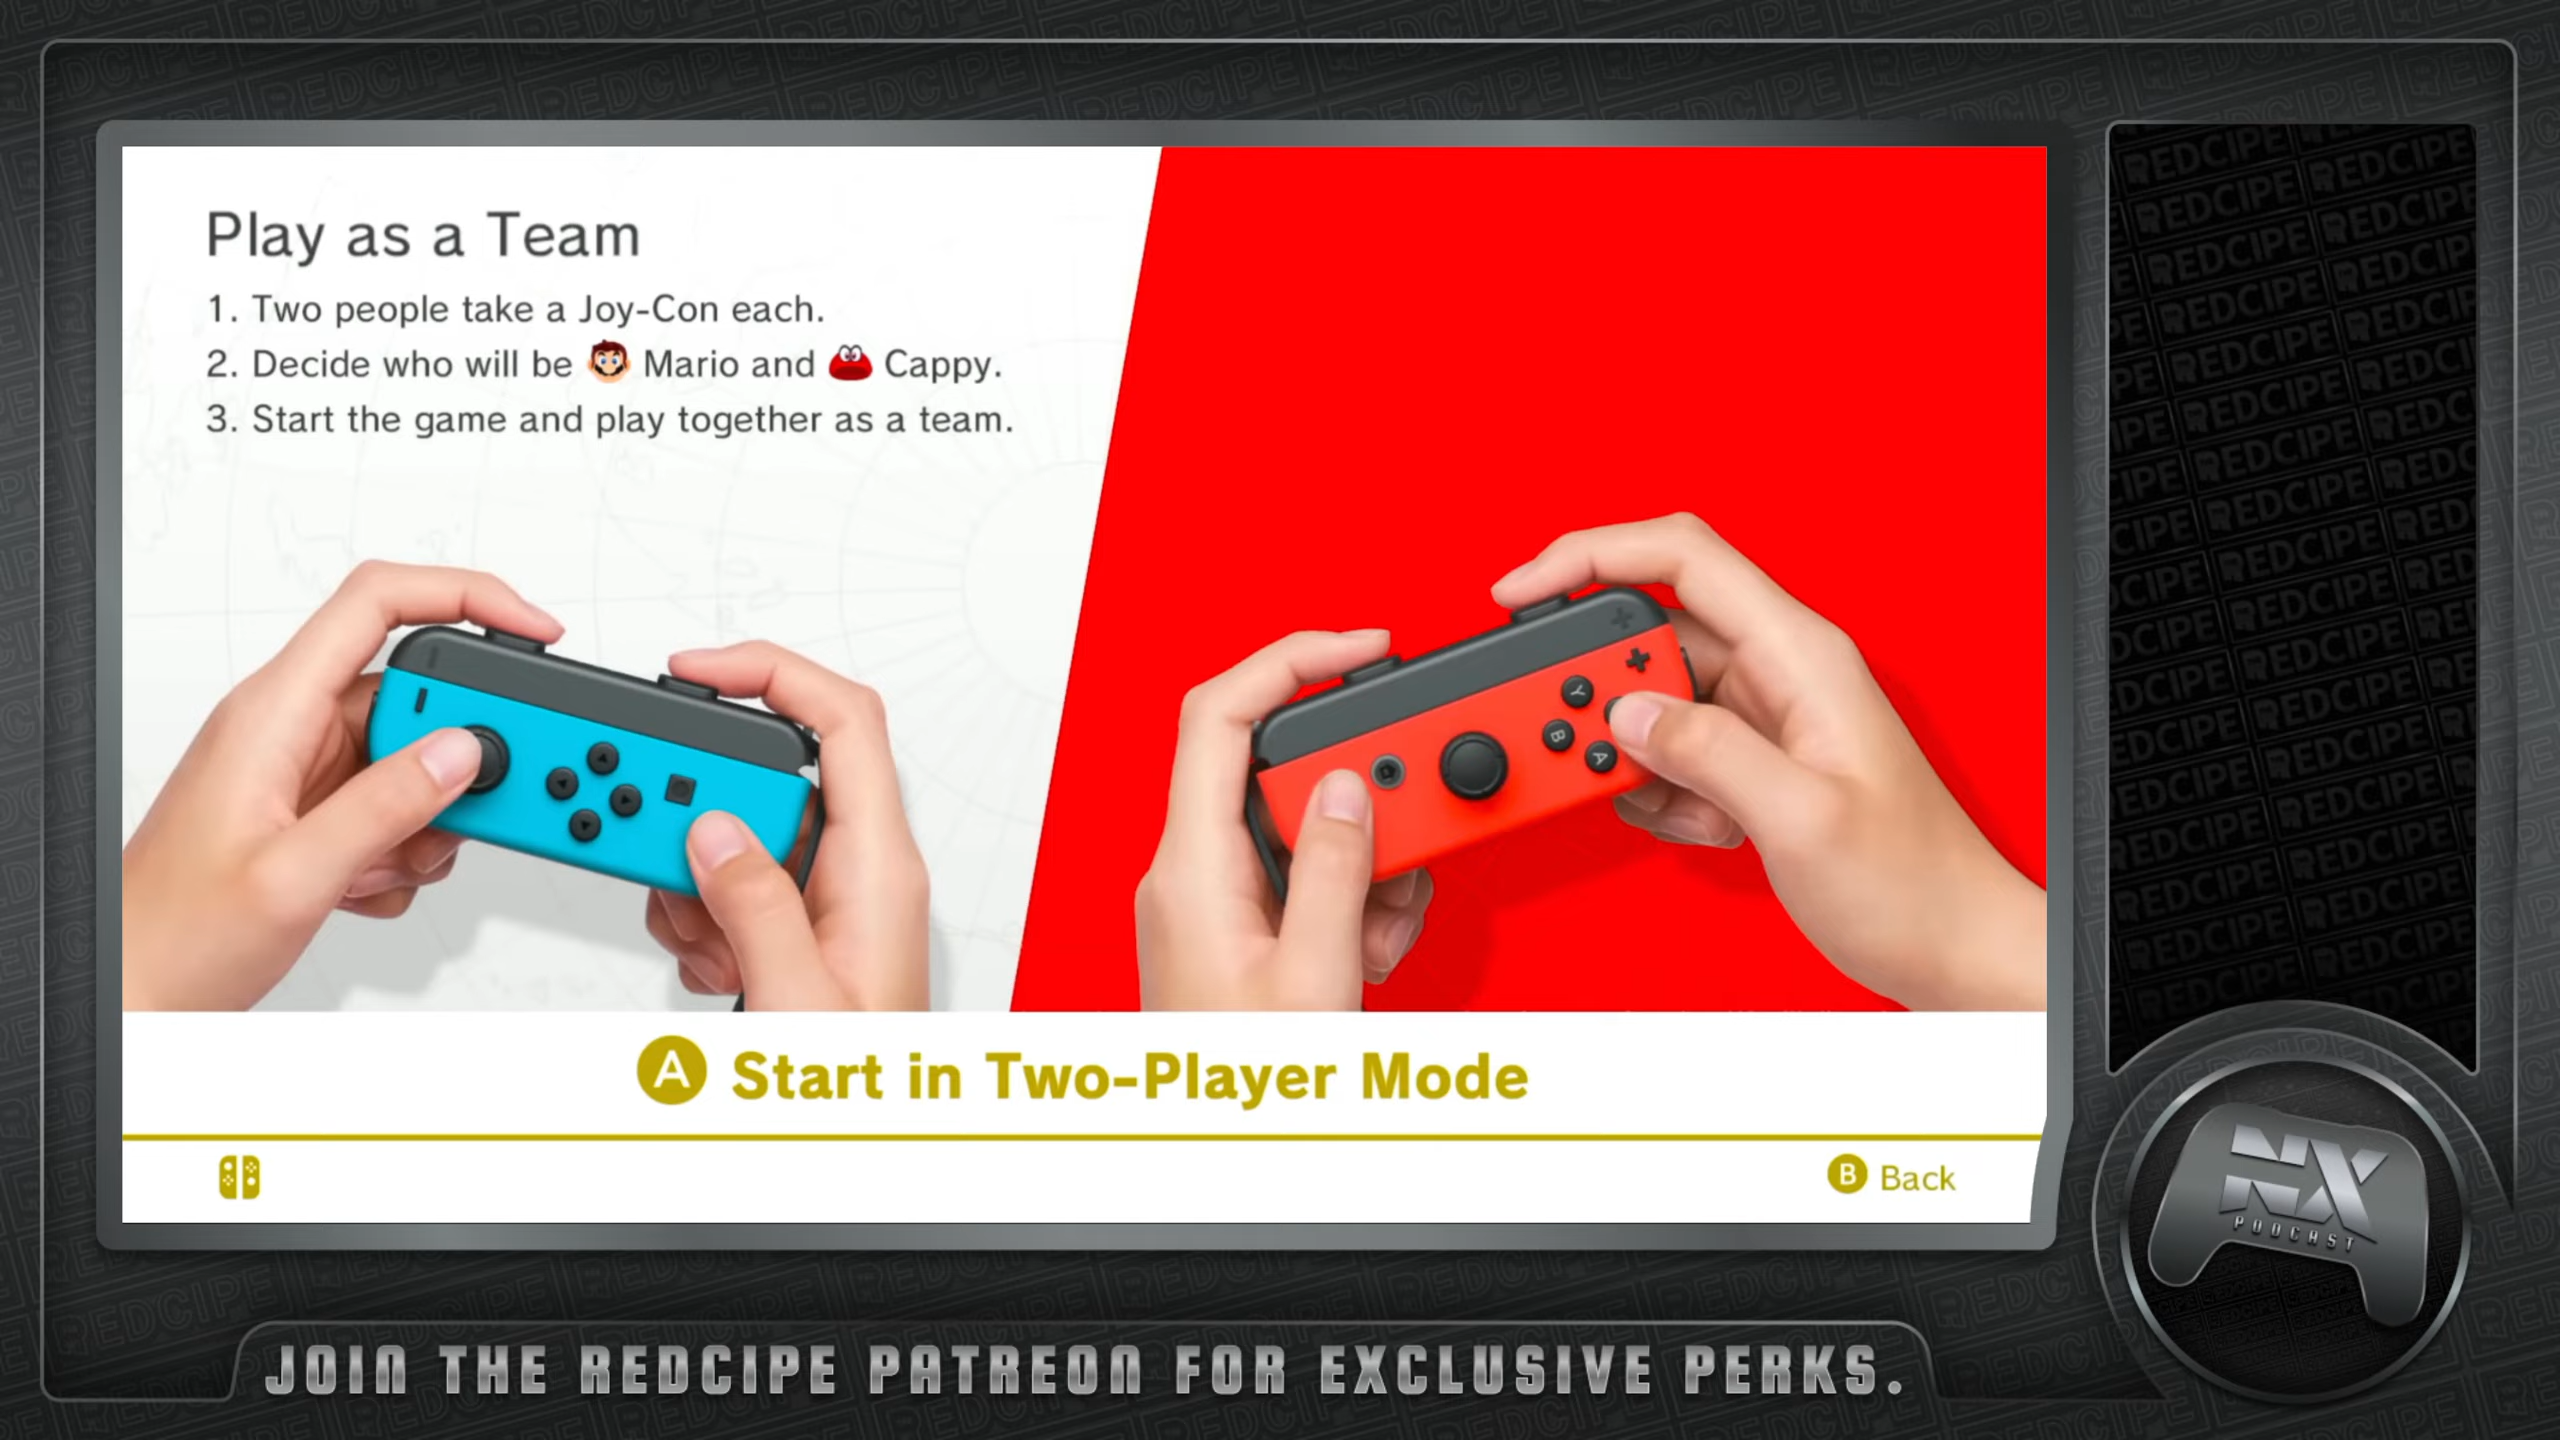 Play as a Team
1. Two people take a Joy-Con each.
2. Decide who will be Mario and Cappy.
3. Start the game and play together as a team.
Y
B
A
A Start in Two-Player Mode
B Back
REDCIPE
NX
PODCAST
JOIN THE REDCIPE PATREON FOR EXCLUSIVE PERKS.